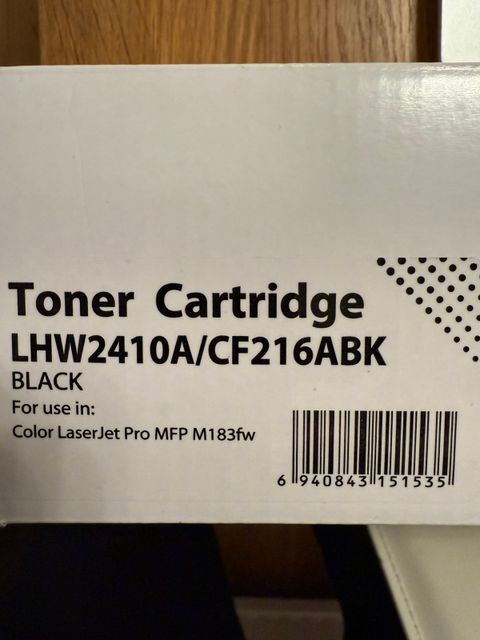 Toner Cartridge
LHW2410A/CF216ABK
BLACK
For use in:
Color LaserJet Pro MFP M183fw
6 940843 151535